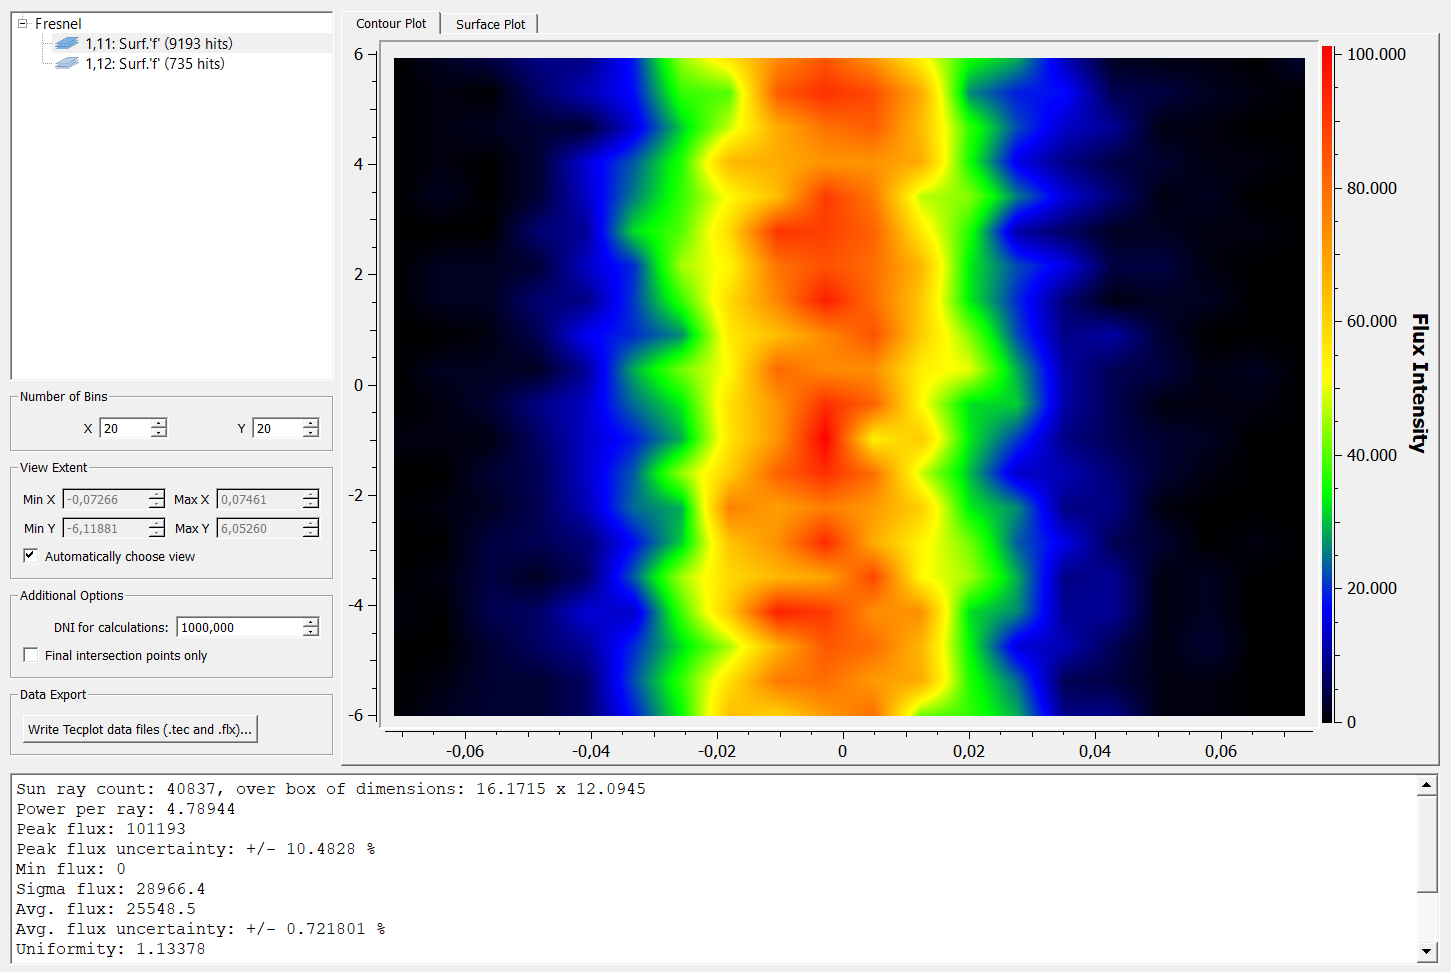 Fresnel
1,11: Surf.'f' (9193 hits)
1,12: Surf.'f' (735 hits)
Number of Bins
X 20 Y 20
View Extent
Min X -0,07266 Max X 0,07461
Min Y -6,11881 Max Y 6,05260
Automatically choose view
Additional Options
DNI for calculations: 1000,000
Final intersection points only
Data Export
Write Tecplot data files (.tec and .flx)...
Contour Plot Surface Plot
6
4
2
0
-2
-4
-6
-0,06 -0,04 -0,02 0 0,02 0,04 0,06
100.000
80.000
60.000
40.000
20.000
0
Flux Intensity
Sun ray count: 40837, over box of dimensions: 16.1715 x 12.0945
Power per ray: 4.78944
Peak flux: 101193
Peak flux uncertainty: +/- 10.4828 %
Min flux: 0
Sigma flux: 28966.4
Avg. flux: 25548.5
Avg. flux uncertainty: +/- 0.721801 %
Uniformity: 1.13378